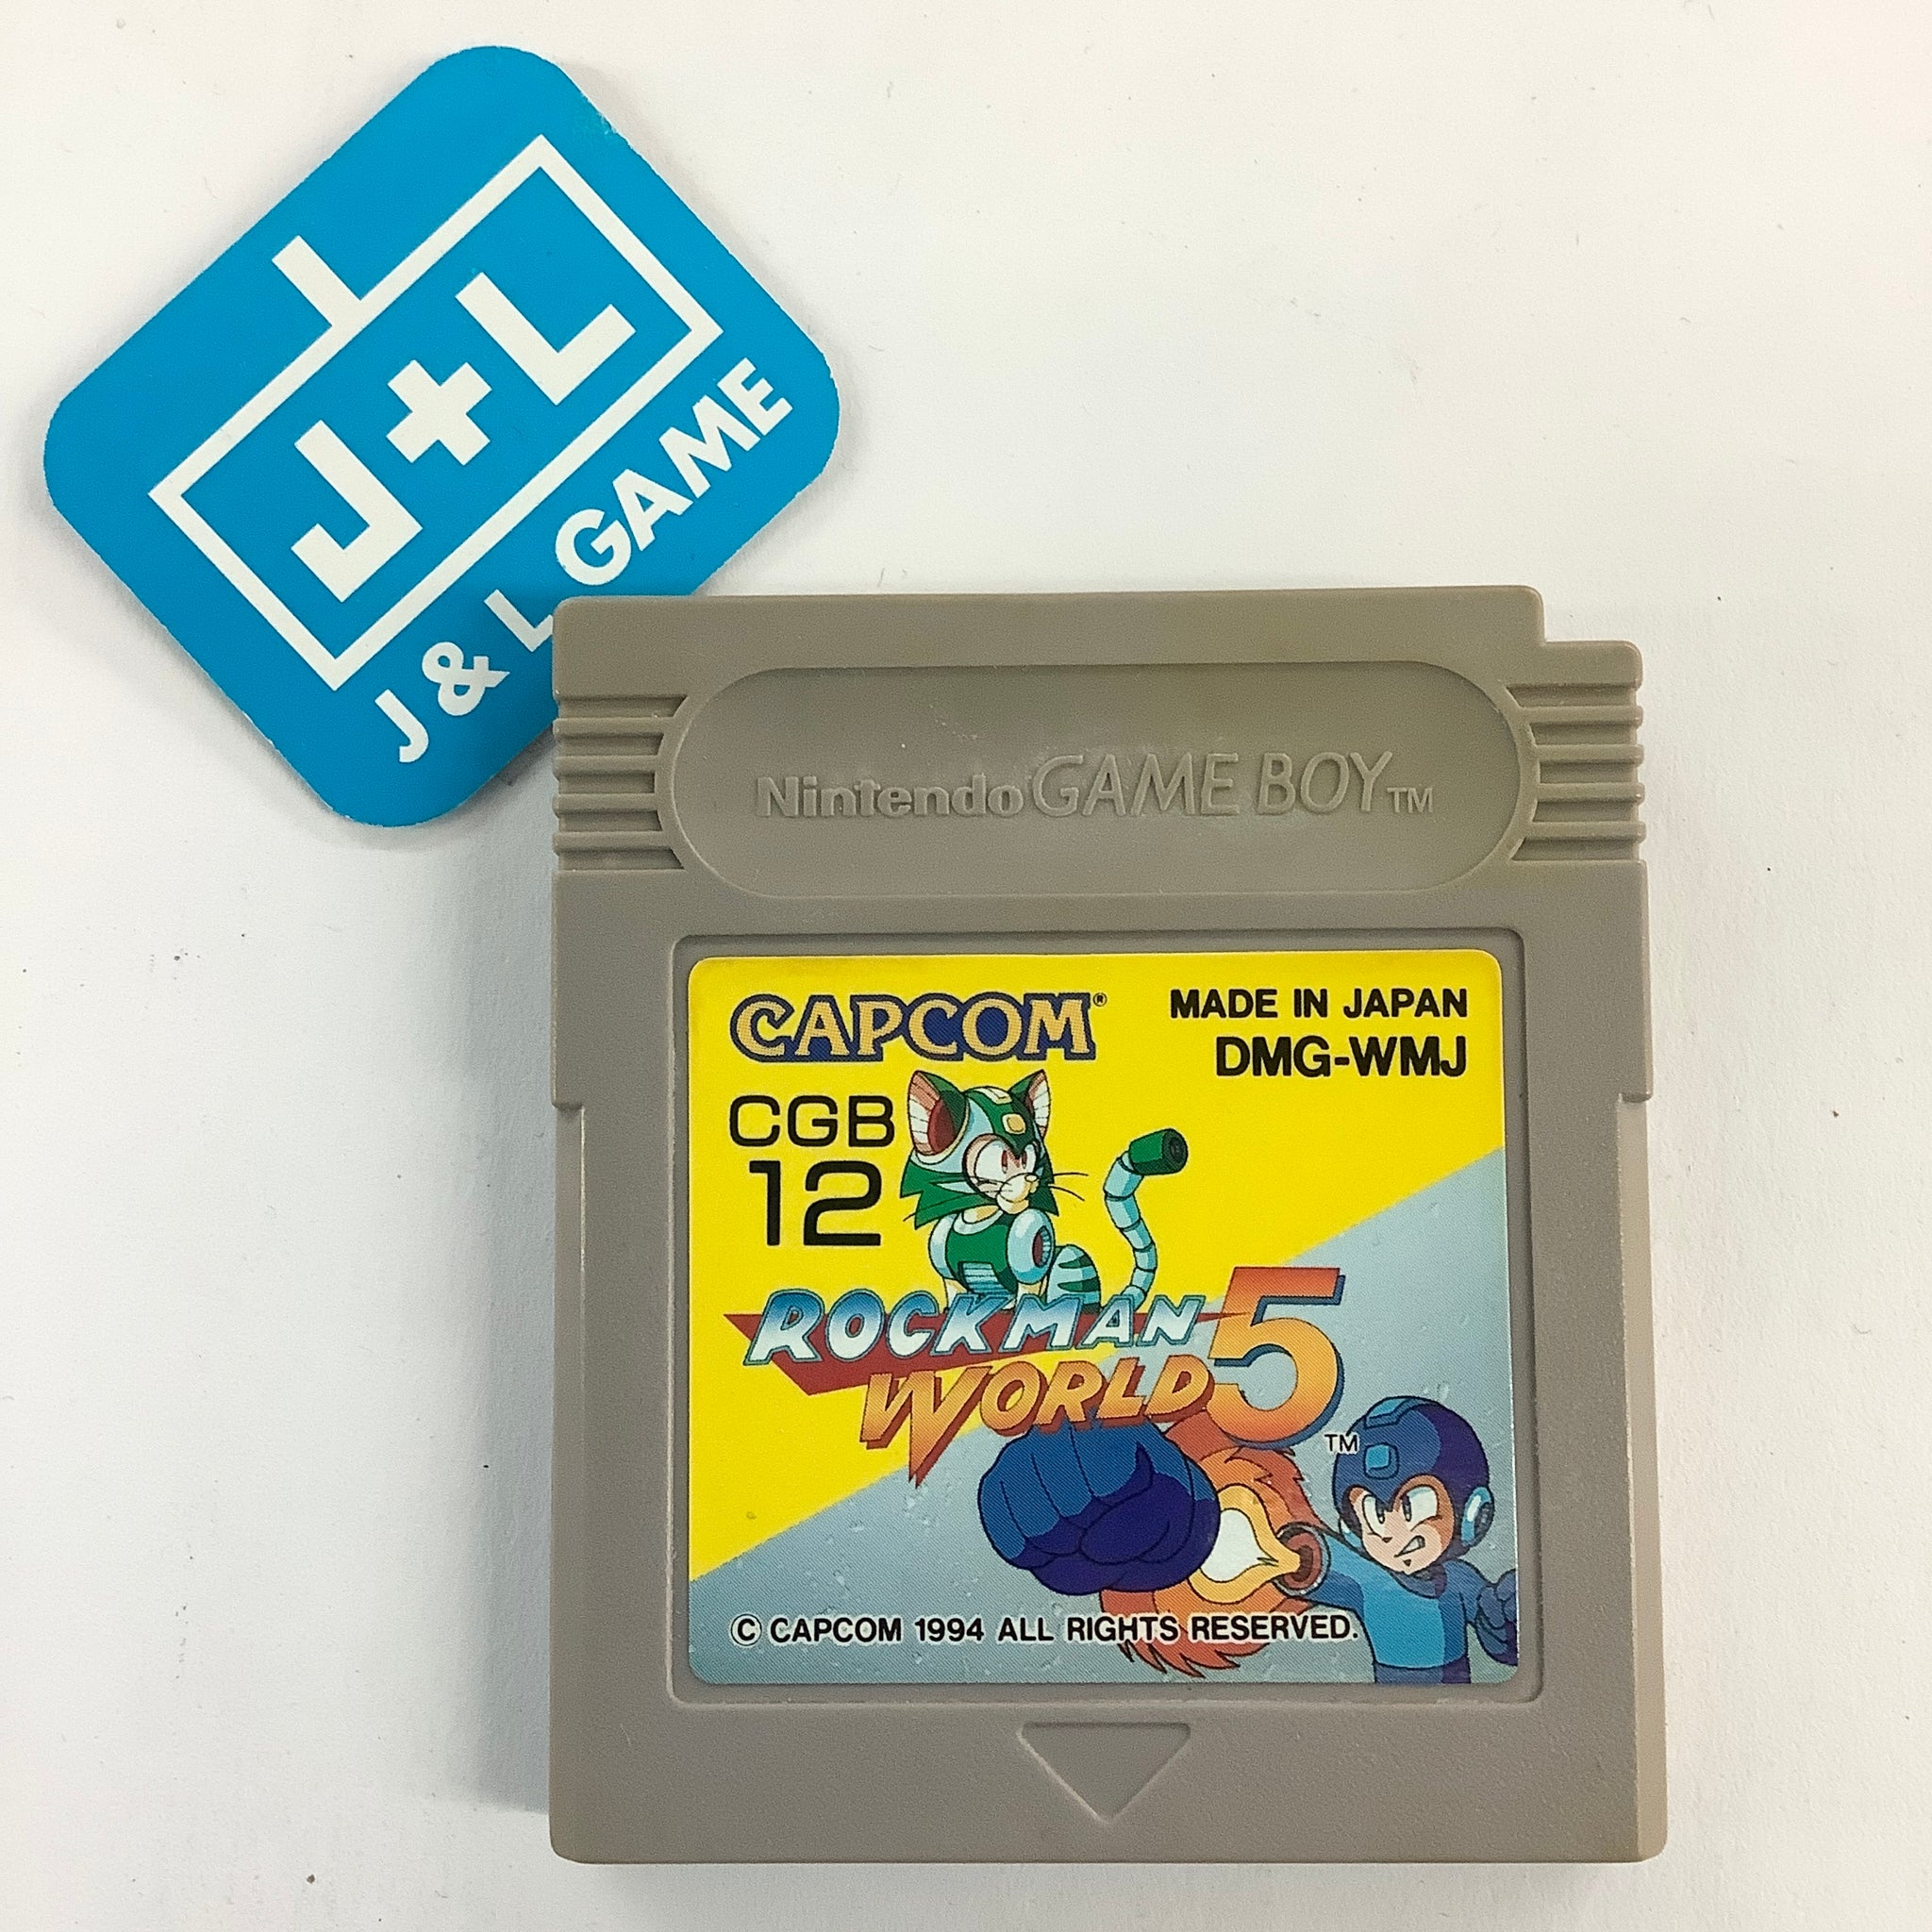 J+L
J & L GAME
Nintendo GAME BOY TM
CAPCOM®
MADE IN JAPAN
DMG-WMJ
CGB
12
ROCKMAN
WORLD 5
TM
© CAPCOM 1994 ALL RIGHTS RESERVED.